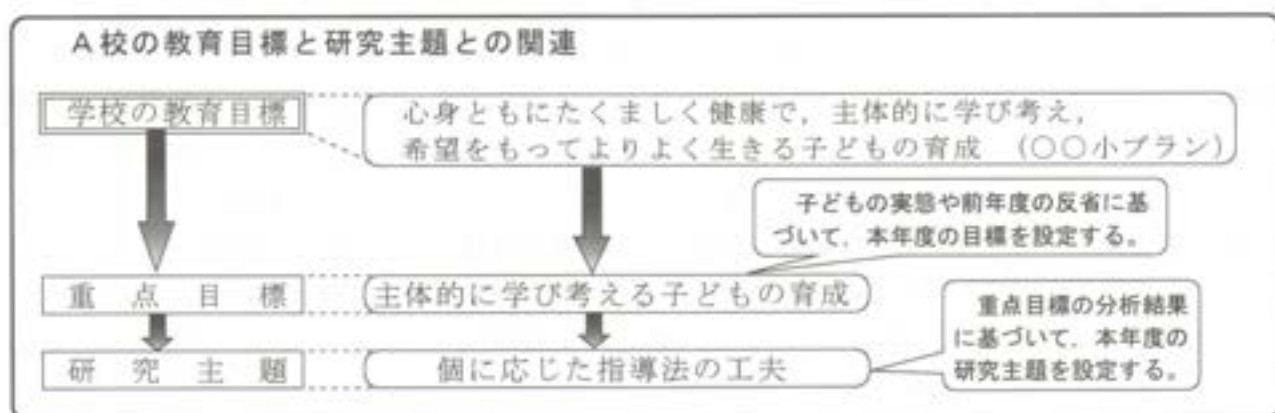 A校の教育目標と研究主題との関連
学校の教育目標
心身ともにたくましく健康で，主体的に学び考え，
希望をもってよりよく生きる子どもの育成　（〇〇小プラン）
子どもの実態や前年度の反省に基
づいて，本年度の目標を設定する。
重点目標
主体的に学び考える子どもの育成
重点目標の分析結果
に基づいて，本年度の
研究主題を設定する。
研究主題
個に応じた指導法の工夫